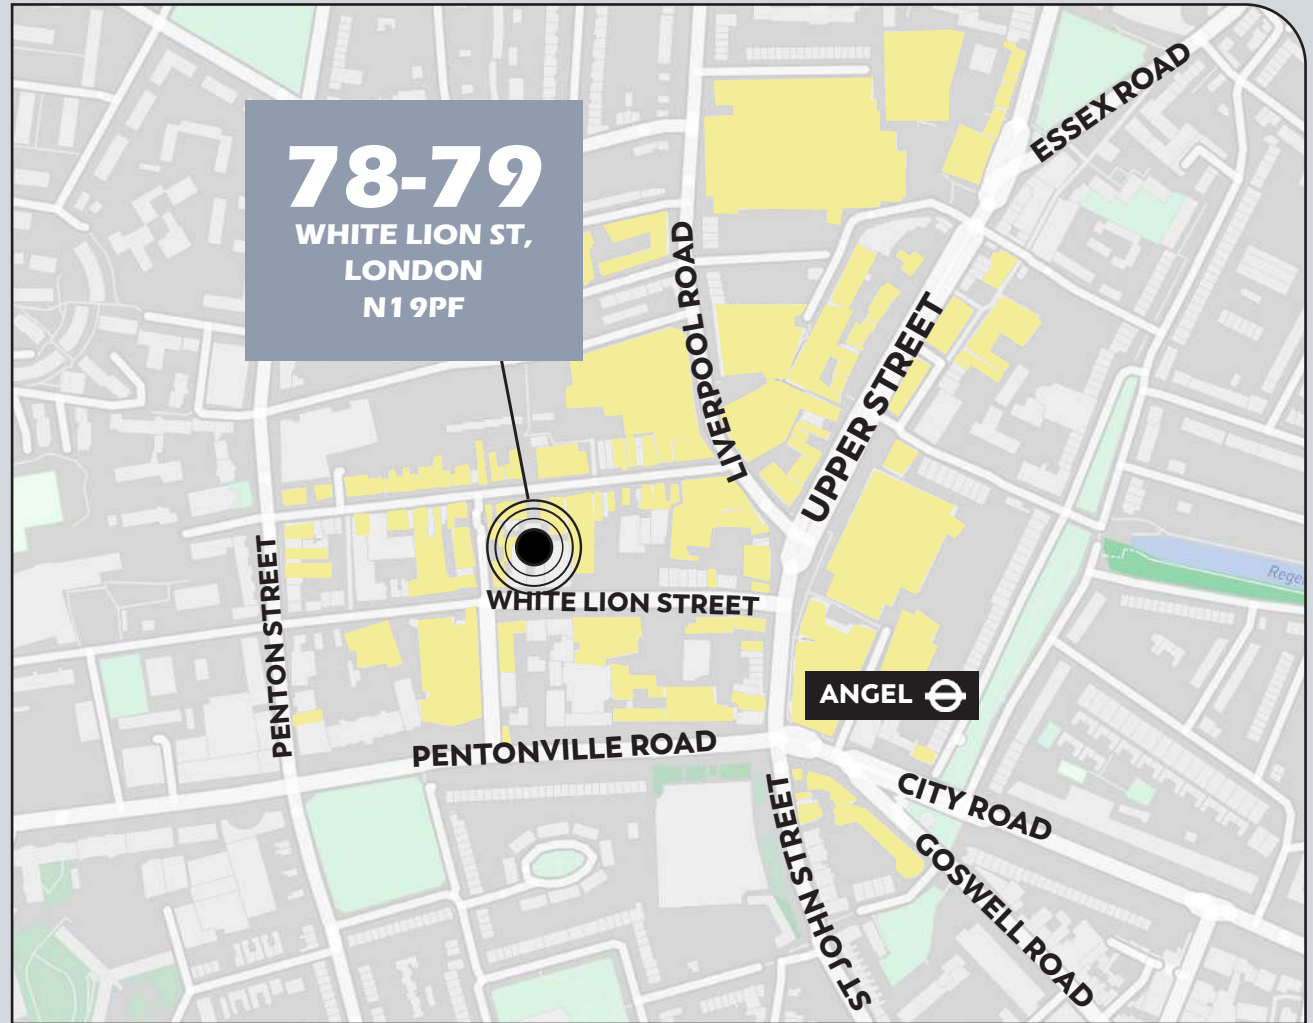 78-79
WHITE LION ST,
LONDON
N1 9PF
ESSEX ROAD
LIVERPOOL ROAD
UPPER STREET
PENTON STREET
WHITE LION STREET
Rege
ANGEL
PENTONVILLE ROAD
CITY ROAD
GOSWELL ROAD
ST JOHN STREET